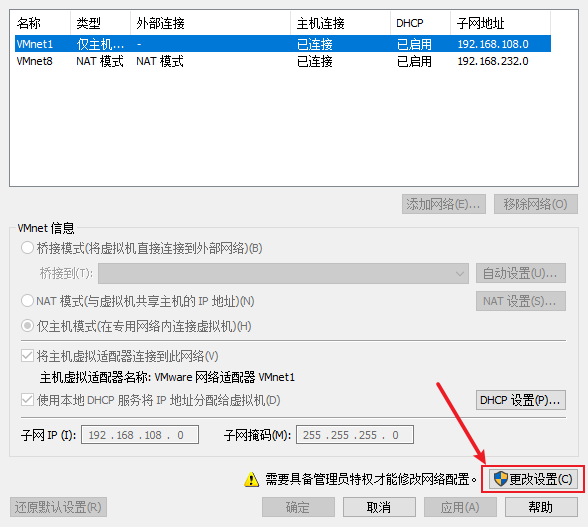 名称 类型 外部连接 主机连接 DHCP 子网地址
VMnet1 仅主机... - 已连接 已启用 192.168.108.0
VMnet8 NAT 模式 NAT 模式 已连接 已启用 192.168.232.0
添加网络(E)... 移除网络(O)
VMnet 信息
桥接模式(将虚拟机直接连接到外部网络)(B)
桥接到(T): 自动设置(U)...
NAT 模式(与虚拟机共享主机的 IP 地址)(N) NAT 设置(S)...
仅主机模式(在专用网络内连接虚拟机)(H)
将主机虚拟适配器连接到此网络(V)
主机虚拟适配器名称: VMware 网络适配器 VMnet1
使用本地 DHCP 服务将 IP 地址分配给虚拟机(D) DHCP 设置(P)...
子网 IP (I): 192 . 168 . 108 . 0 子网掩码(M): 255 . 255 . 255 . 0
需要具备管理员特权才能修改网络配置。 更改设置(C)
还原默认设置(R) 确定 取消 应用(A) 帮助